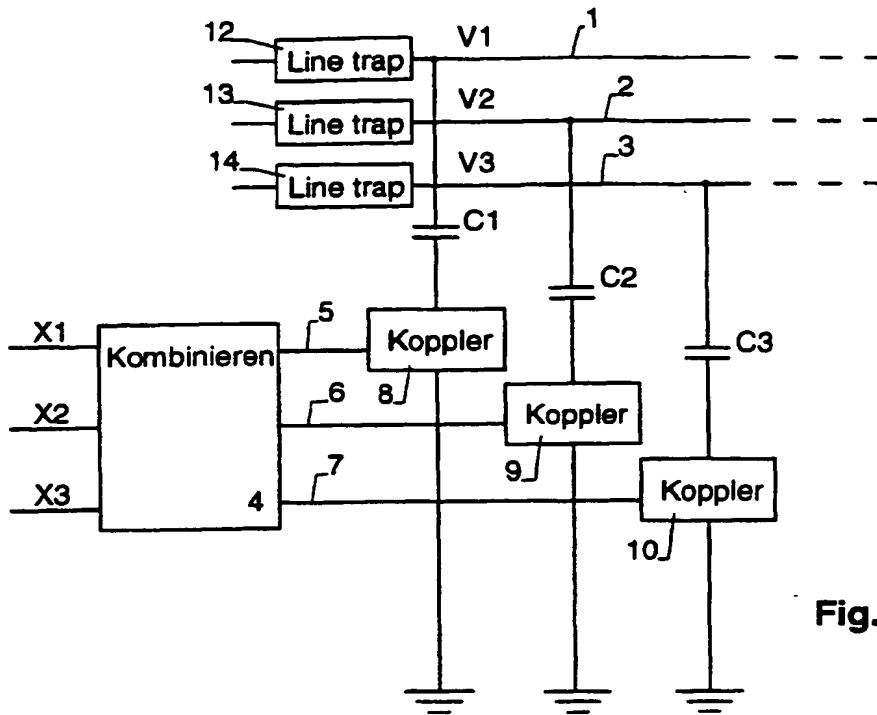 12 Line trap V1 1
13 Line trap V2 2
14 Line trap V3 3
C1
C2
C3
X1 Kombinieren 5 Koppler 8
X2 6 Koppler 9
X3 4 7 Koppler 10
Fig.